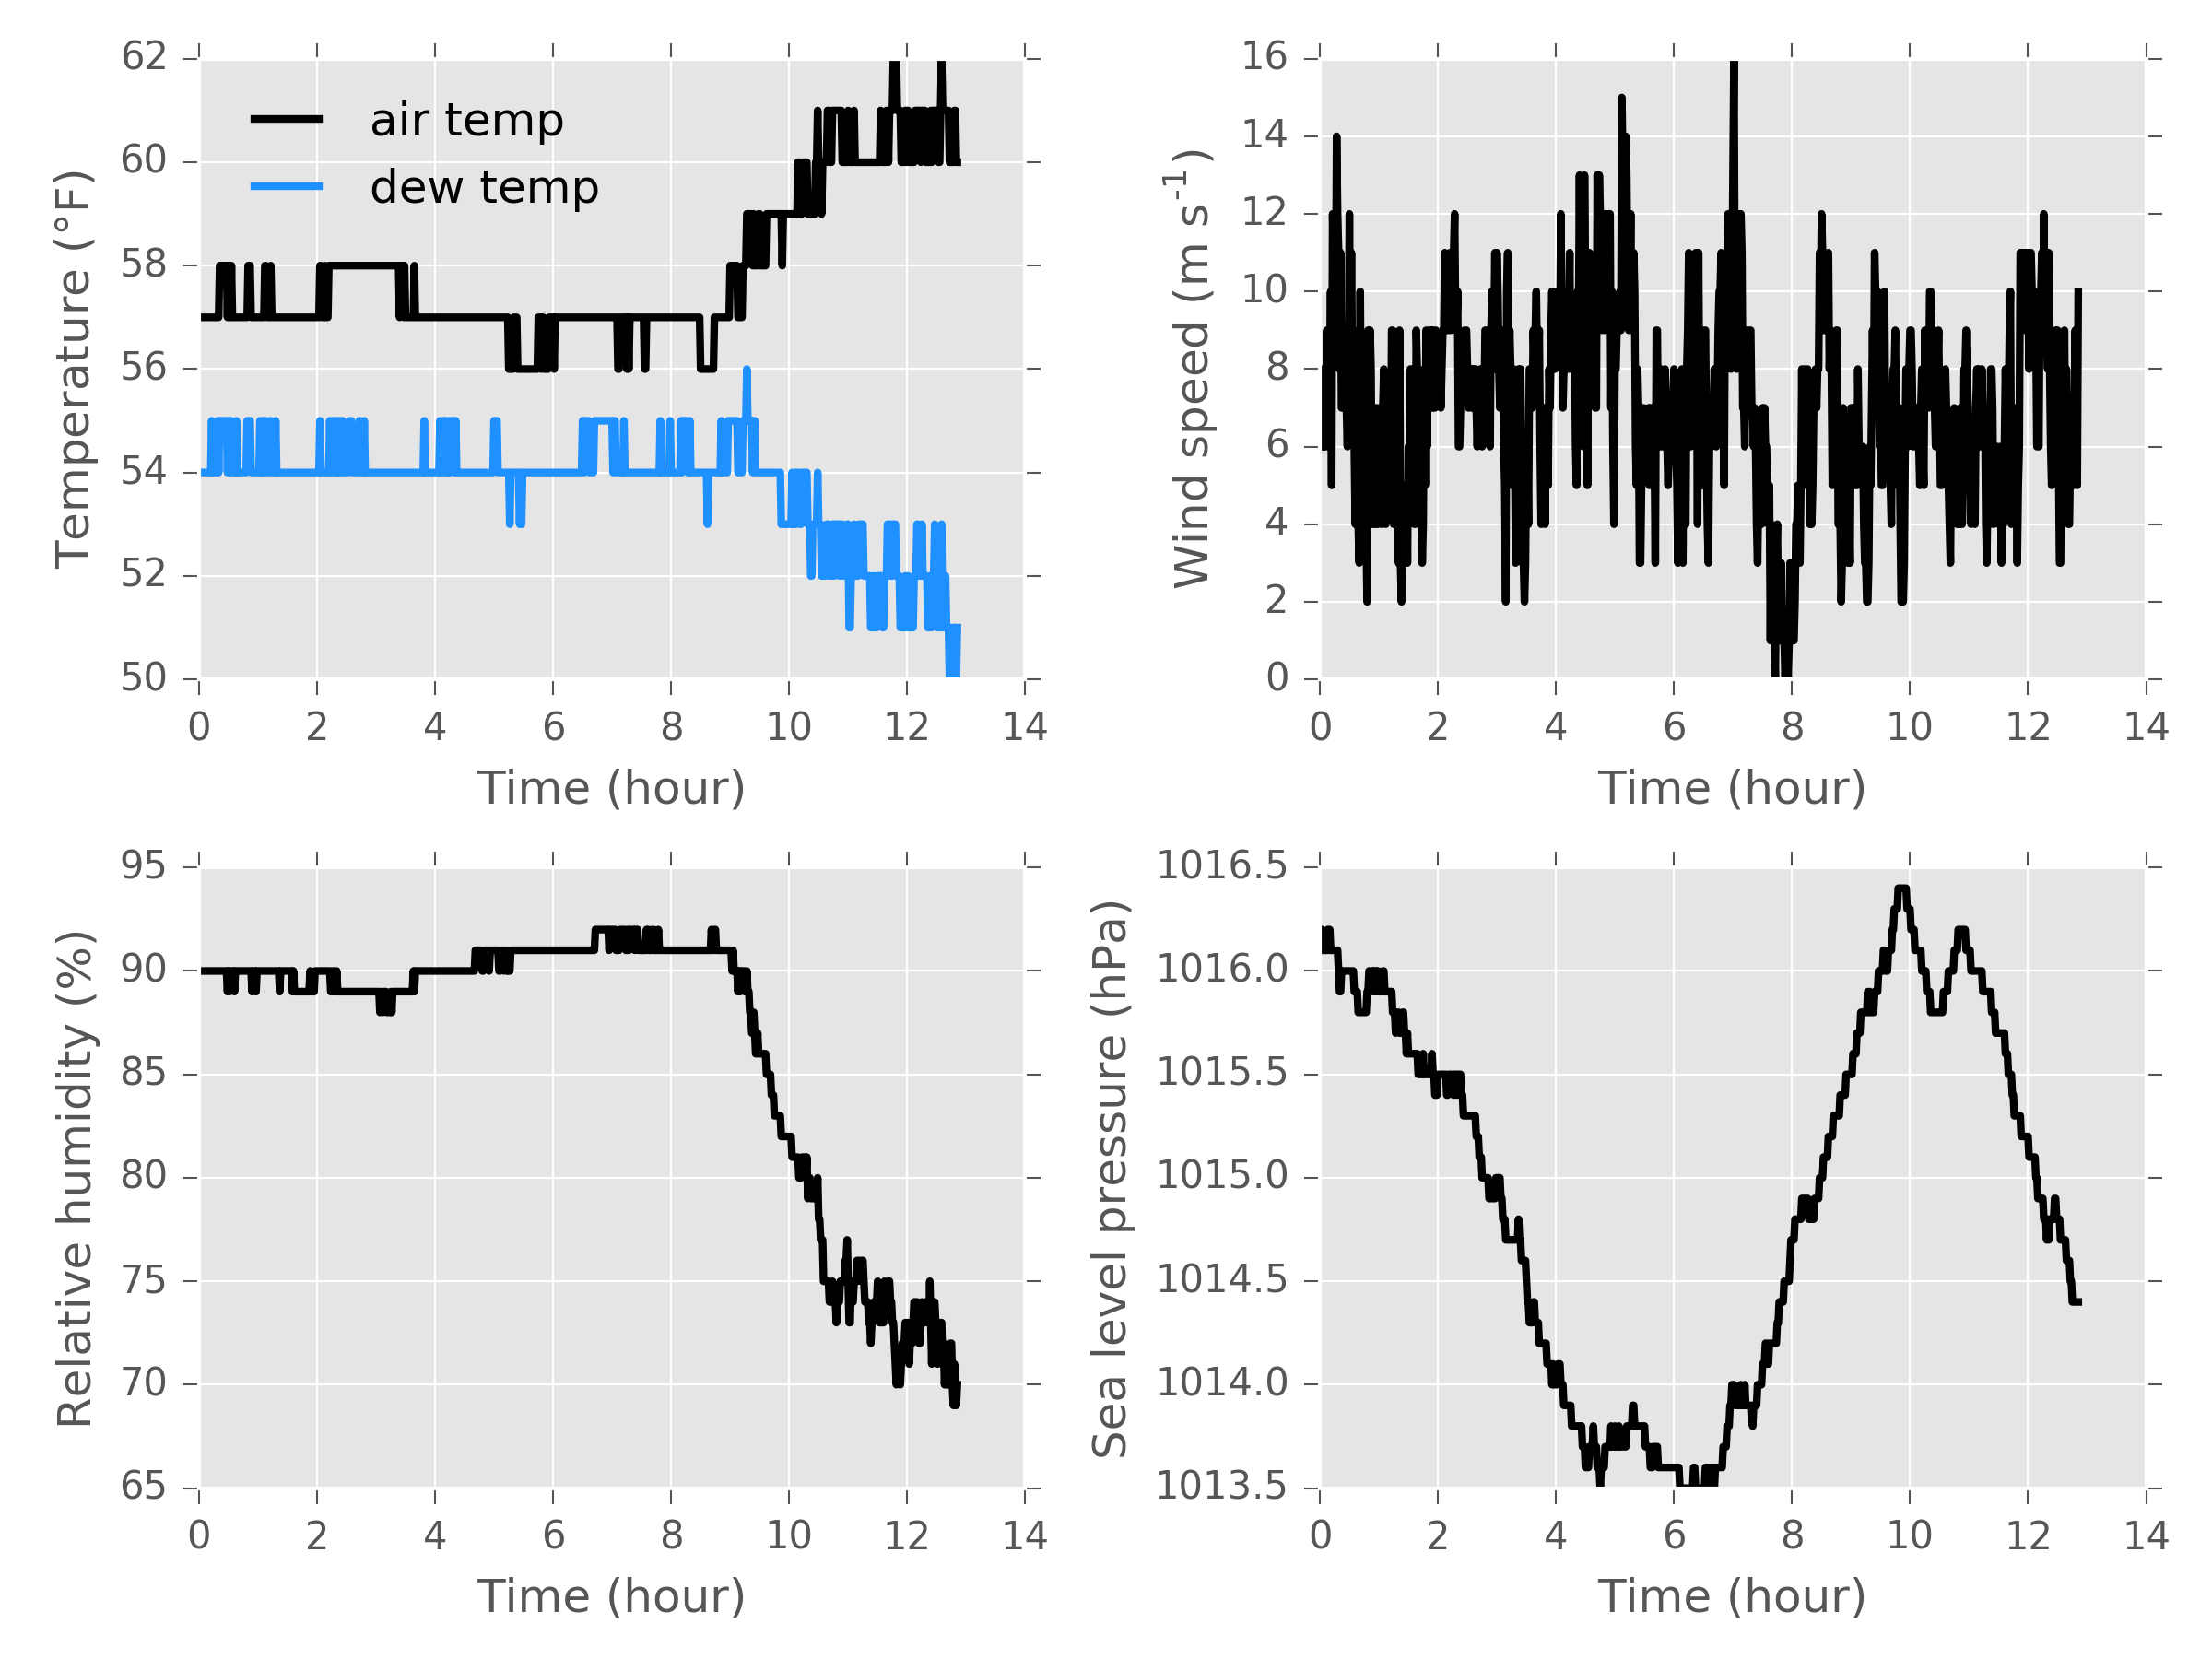 62
60
58
56
54
52
50
Temperature (°F)
air temp
dew temp
0 2 4 6 8 10 12 14
Time (hour)
16
14
12
10
8
6
4
2
0
Wind speed (m s-1)
0 2 4 6 8 10 12 14
Time (hour)
95
90
85
80
75
70
65
Relative humidity (%)
0 2 4 6 8 10 12 14
Time (hour)
1016.5
1016.0
1015.5
1015.0
1014.5
1014.0
1013.5
Sea level pressure (hPa)
0 2 4 6 8 10 12 14
Time (hour)